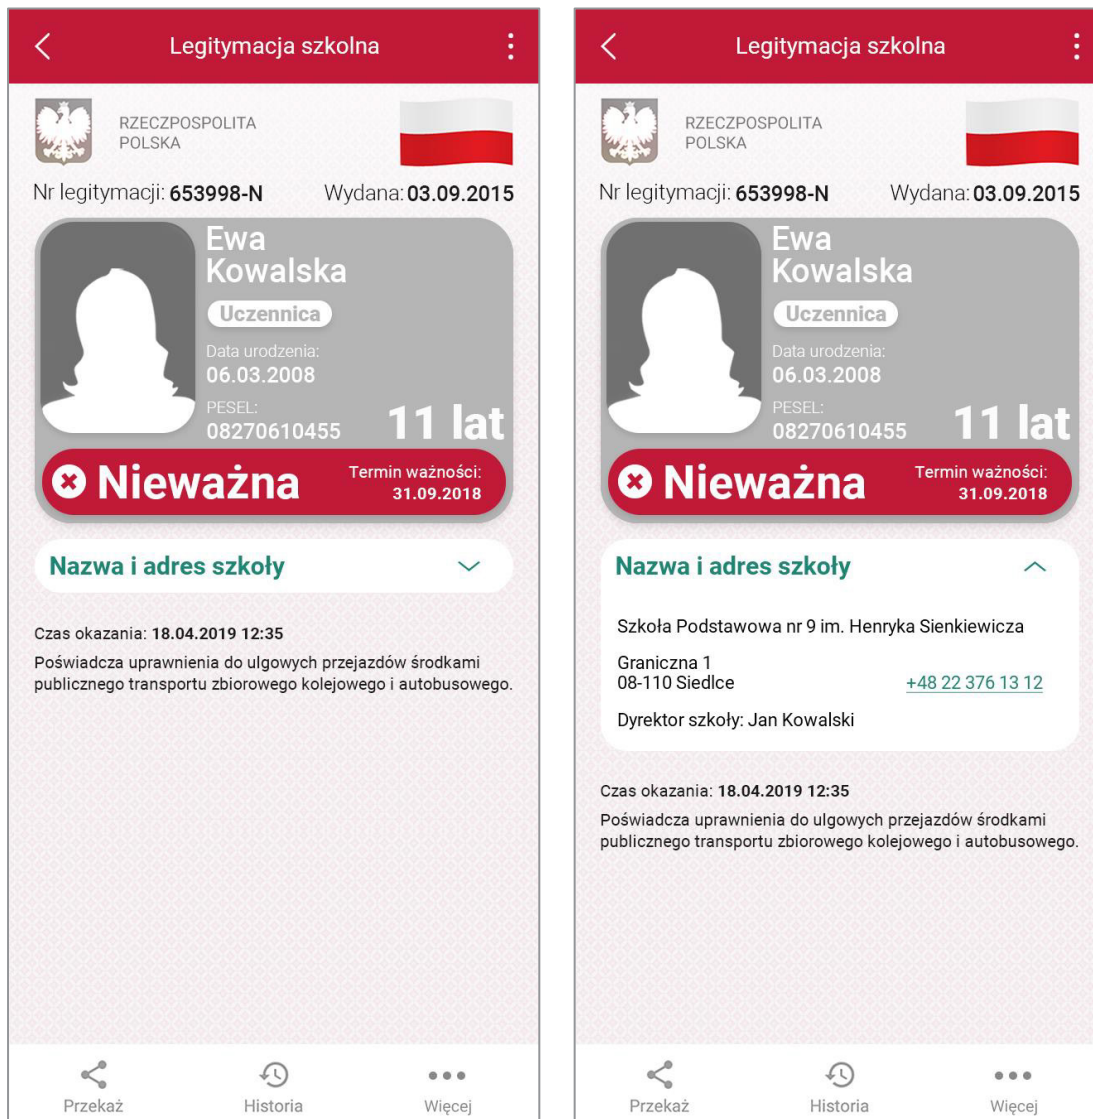 Legitymacja szkolna
RZECZPOSPOLITA
POLSKA
Nr legitymacji: 653998-N Wydana: 03.09.2015
Ewa
Kowalska
Uczennica
Data urodzenia:
06.03.2008
PESEL:
08270610455
11 lat
Nieważna
Termin ważności:
31.09.2018
Nazwa i adres szkoły
Czas okazania: 18.04.2019 12:35
Poświadcza uprawnienia do ulgowych przejazdów środkami
publicznego transportu zbiorowego kolejowego i autobusowego.
Przekaż Historia Więcej
Legitymacja szkolna
RZECZPOSPOLITA
POLSKA
Nr legitymacji: 653998-N Wydana: 03.09.2015
Ewa
Kowalska
Uczennica
Data urodzenia:
06.03.2008
PESEL:
08270610455
11 lat
Nieważna
Termin ważności:
31.09.2018
Nazwa i adres szkoły
Szkoła Podstawowa nr 9 im. Henryka Sienkiewicza
Graniczna 1
08-110 Siedlce +48 22 376 13 12
Dyrektor szkoły: Jan Kowalski
Czas okazania: 18.04.2019 12:35
Poświadcza uprawnienia do ulgowych przejazdów środkami
publicznego transportu zbiorowego kolejowego i autobusowego.
Przekaż Historia Więcej